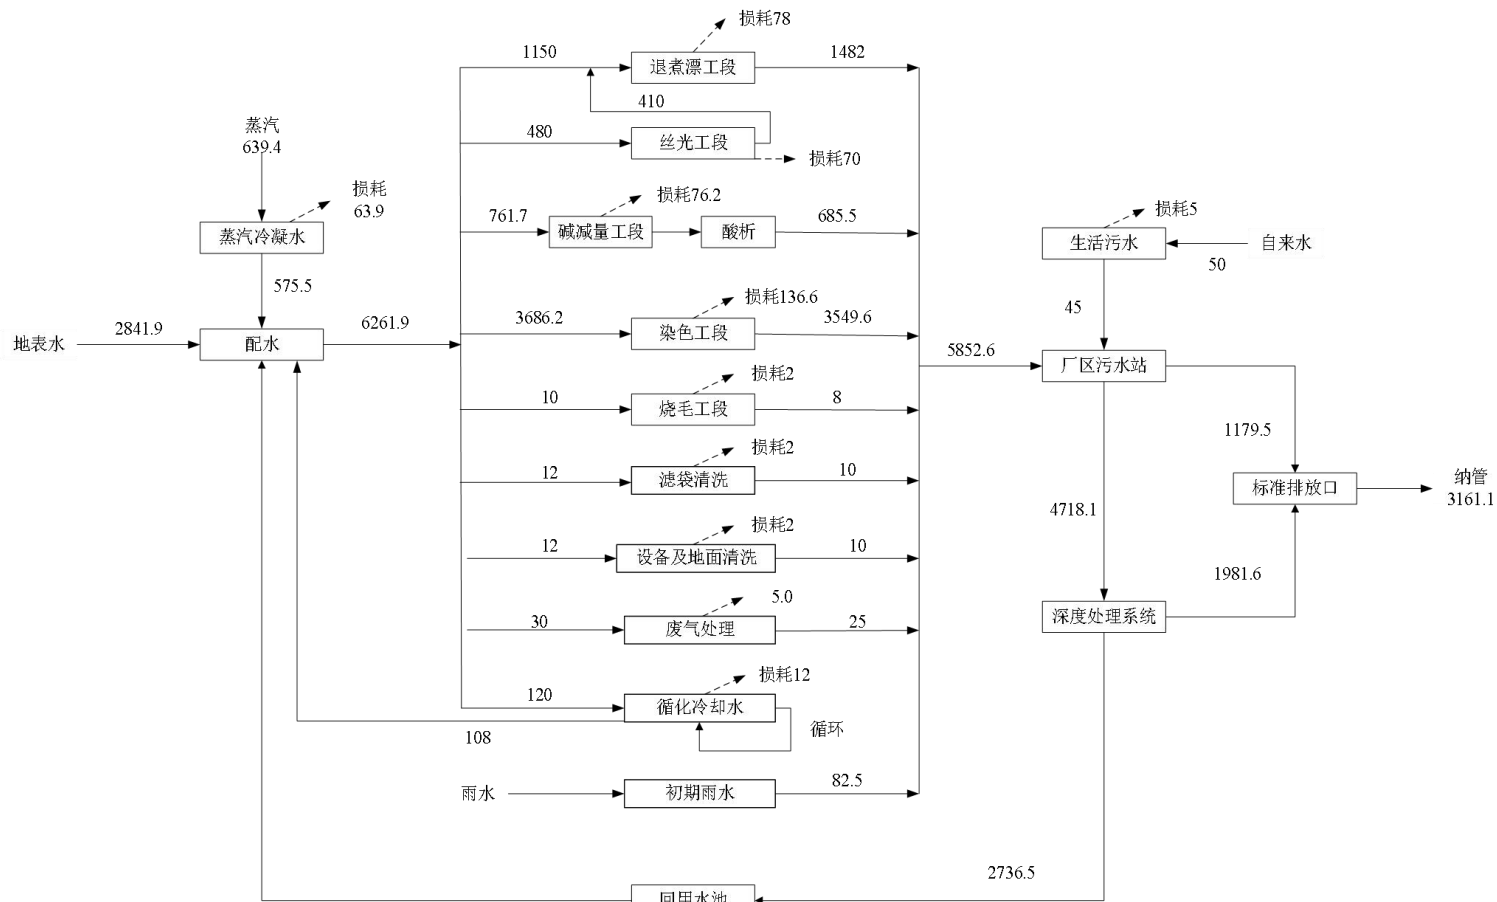 损耗78
1150
退煮漂工段
1482
410
480
丝光工段
损耗70
蒸汽
639.4
损耗
63.9
蒸汽冷凝水
575.5
地表水
2841.9
配水
6261.9
761.7
损耗76.2
碱减量工段
酸析
685.5
3686.2
损耗136.6
染色工段
3549.6
10
损耗2
烧毛工段
8
12
损耗2
滤袋清洗
10
12
损耗2
设备及地面清洗
10
30
5.0
废气处理
25
120
损耗12
循化冷却水
循环
108
雨水
初期雨水
82.5
5852.6
损耗5
生活污水
自来水
50
45
厂区污水站
1179.5
4718.1
标准排放口
纳管
3161.1
1981.6
深度处理系统
2736.5
回用水池